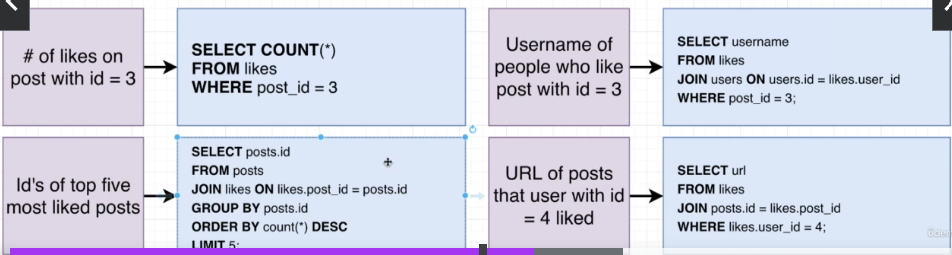 # of likes on
post with id = 3
SELECT COUNT(*)
FROM likes
WHERE post_id = 3
Username of
people who like
post with id = 3
SELECT username
FROM likes
JOIN users ON users.id = likes.user_id
WHERE post_id = 3;
Id's of top five
most liked posts
SELECT posts.id
FROM posts
JOIN likes ON likes.post_id = posts.id
GROUP BY posts.id
ORDER BY count(*) DESC
LIMIT 5;
URL of posts
that user with id
= 4 liked
SELECT url
FROM likes
JOIN posts.id = likes.post_id
WHERE likes.user_id = 4;